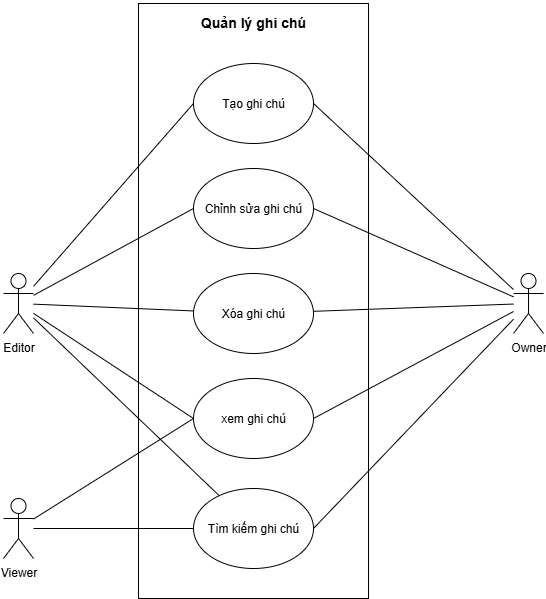 Quản lý ghi chú
Tạo ghi chú
Chỉnh sửa ghi chú
Xóa ghi chú
Editor
Owner
xem ghi chú
Tìm kiếm ghi chú
Viewer